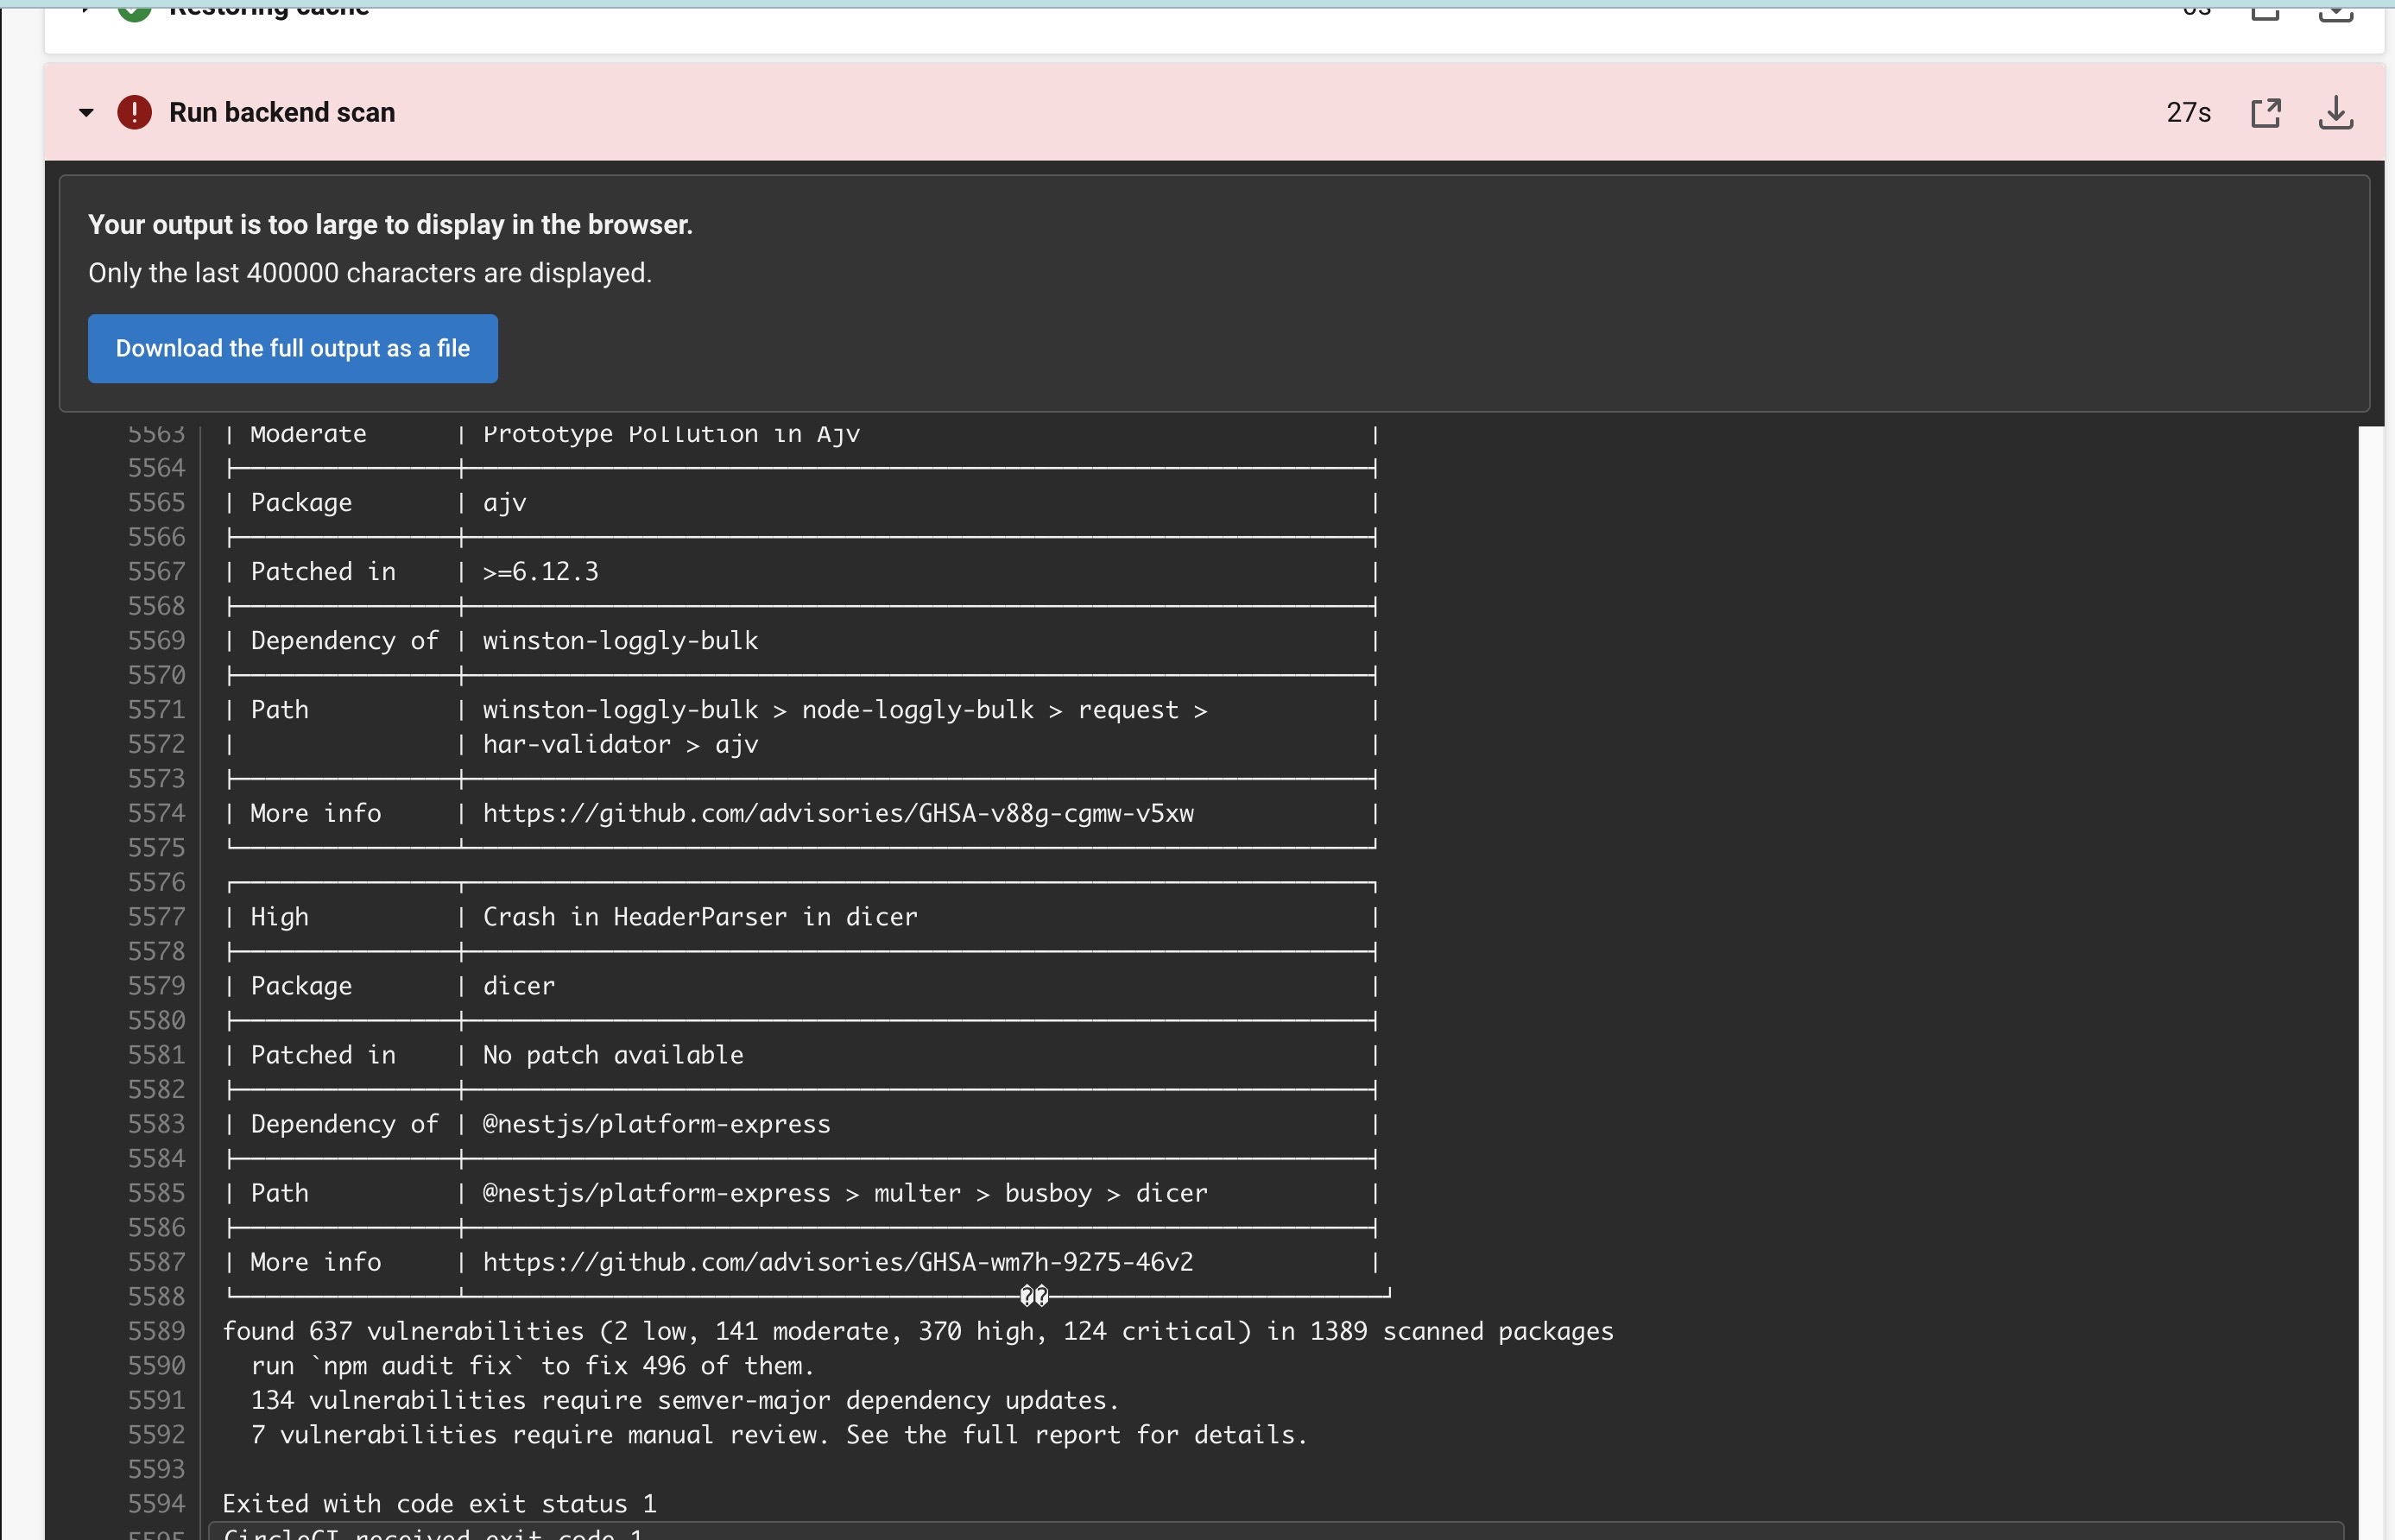 Restoring cache 0s
Run backend scan 27s
Your output is too large to display in the browser.
Only the last 400000 characters are displayed.
Download the full output as a file
5563 | Moderate | Prototype Pollution in Ajv |
5564
5565 | Package | ajv |
5566
5567 | Patched in | >=6.12.3 |
5568
5569 | Dependency of | winston-loggly-bulk |
5570
5571 | Path | winston-loggly-bulk > node-loggly-bulk > request > |
5572 | | har-validator > ajv |
5573
5574 | More info | https://github.com/advisories/GHSA-v88g-cgmw-v5xw |
5575
5576
5577 | High | Crash in HeaderParser in dicer |
5578
5579 | Package | dicer |
5580
5581 | Patched in | No patch available |
5582
5583 | Dependency of | @nestjs/platform-express |
5584
5585 | Path | @nestjs/platform-express > multer > busboy > dicer |
5586
5587 | More info | https://github.com/advisories/GHSA-wm7h-9275-46v2 |
5588 ��
5589 found 637 vulnerabilities (2 low, 141 moderate, 370 high, 124 critical) in 1389 scanned packages
5590 run `npm audit fix` to fix 496 of them.
5591 134 vulnerabilities require semver-major dependency updates.
5592 7 vulnerabilities require manual review. See the full report for details.
5593
5594 Exited with code exit status 1
5595 CircleCI received exit code 1